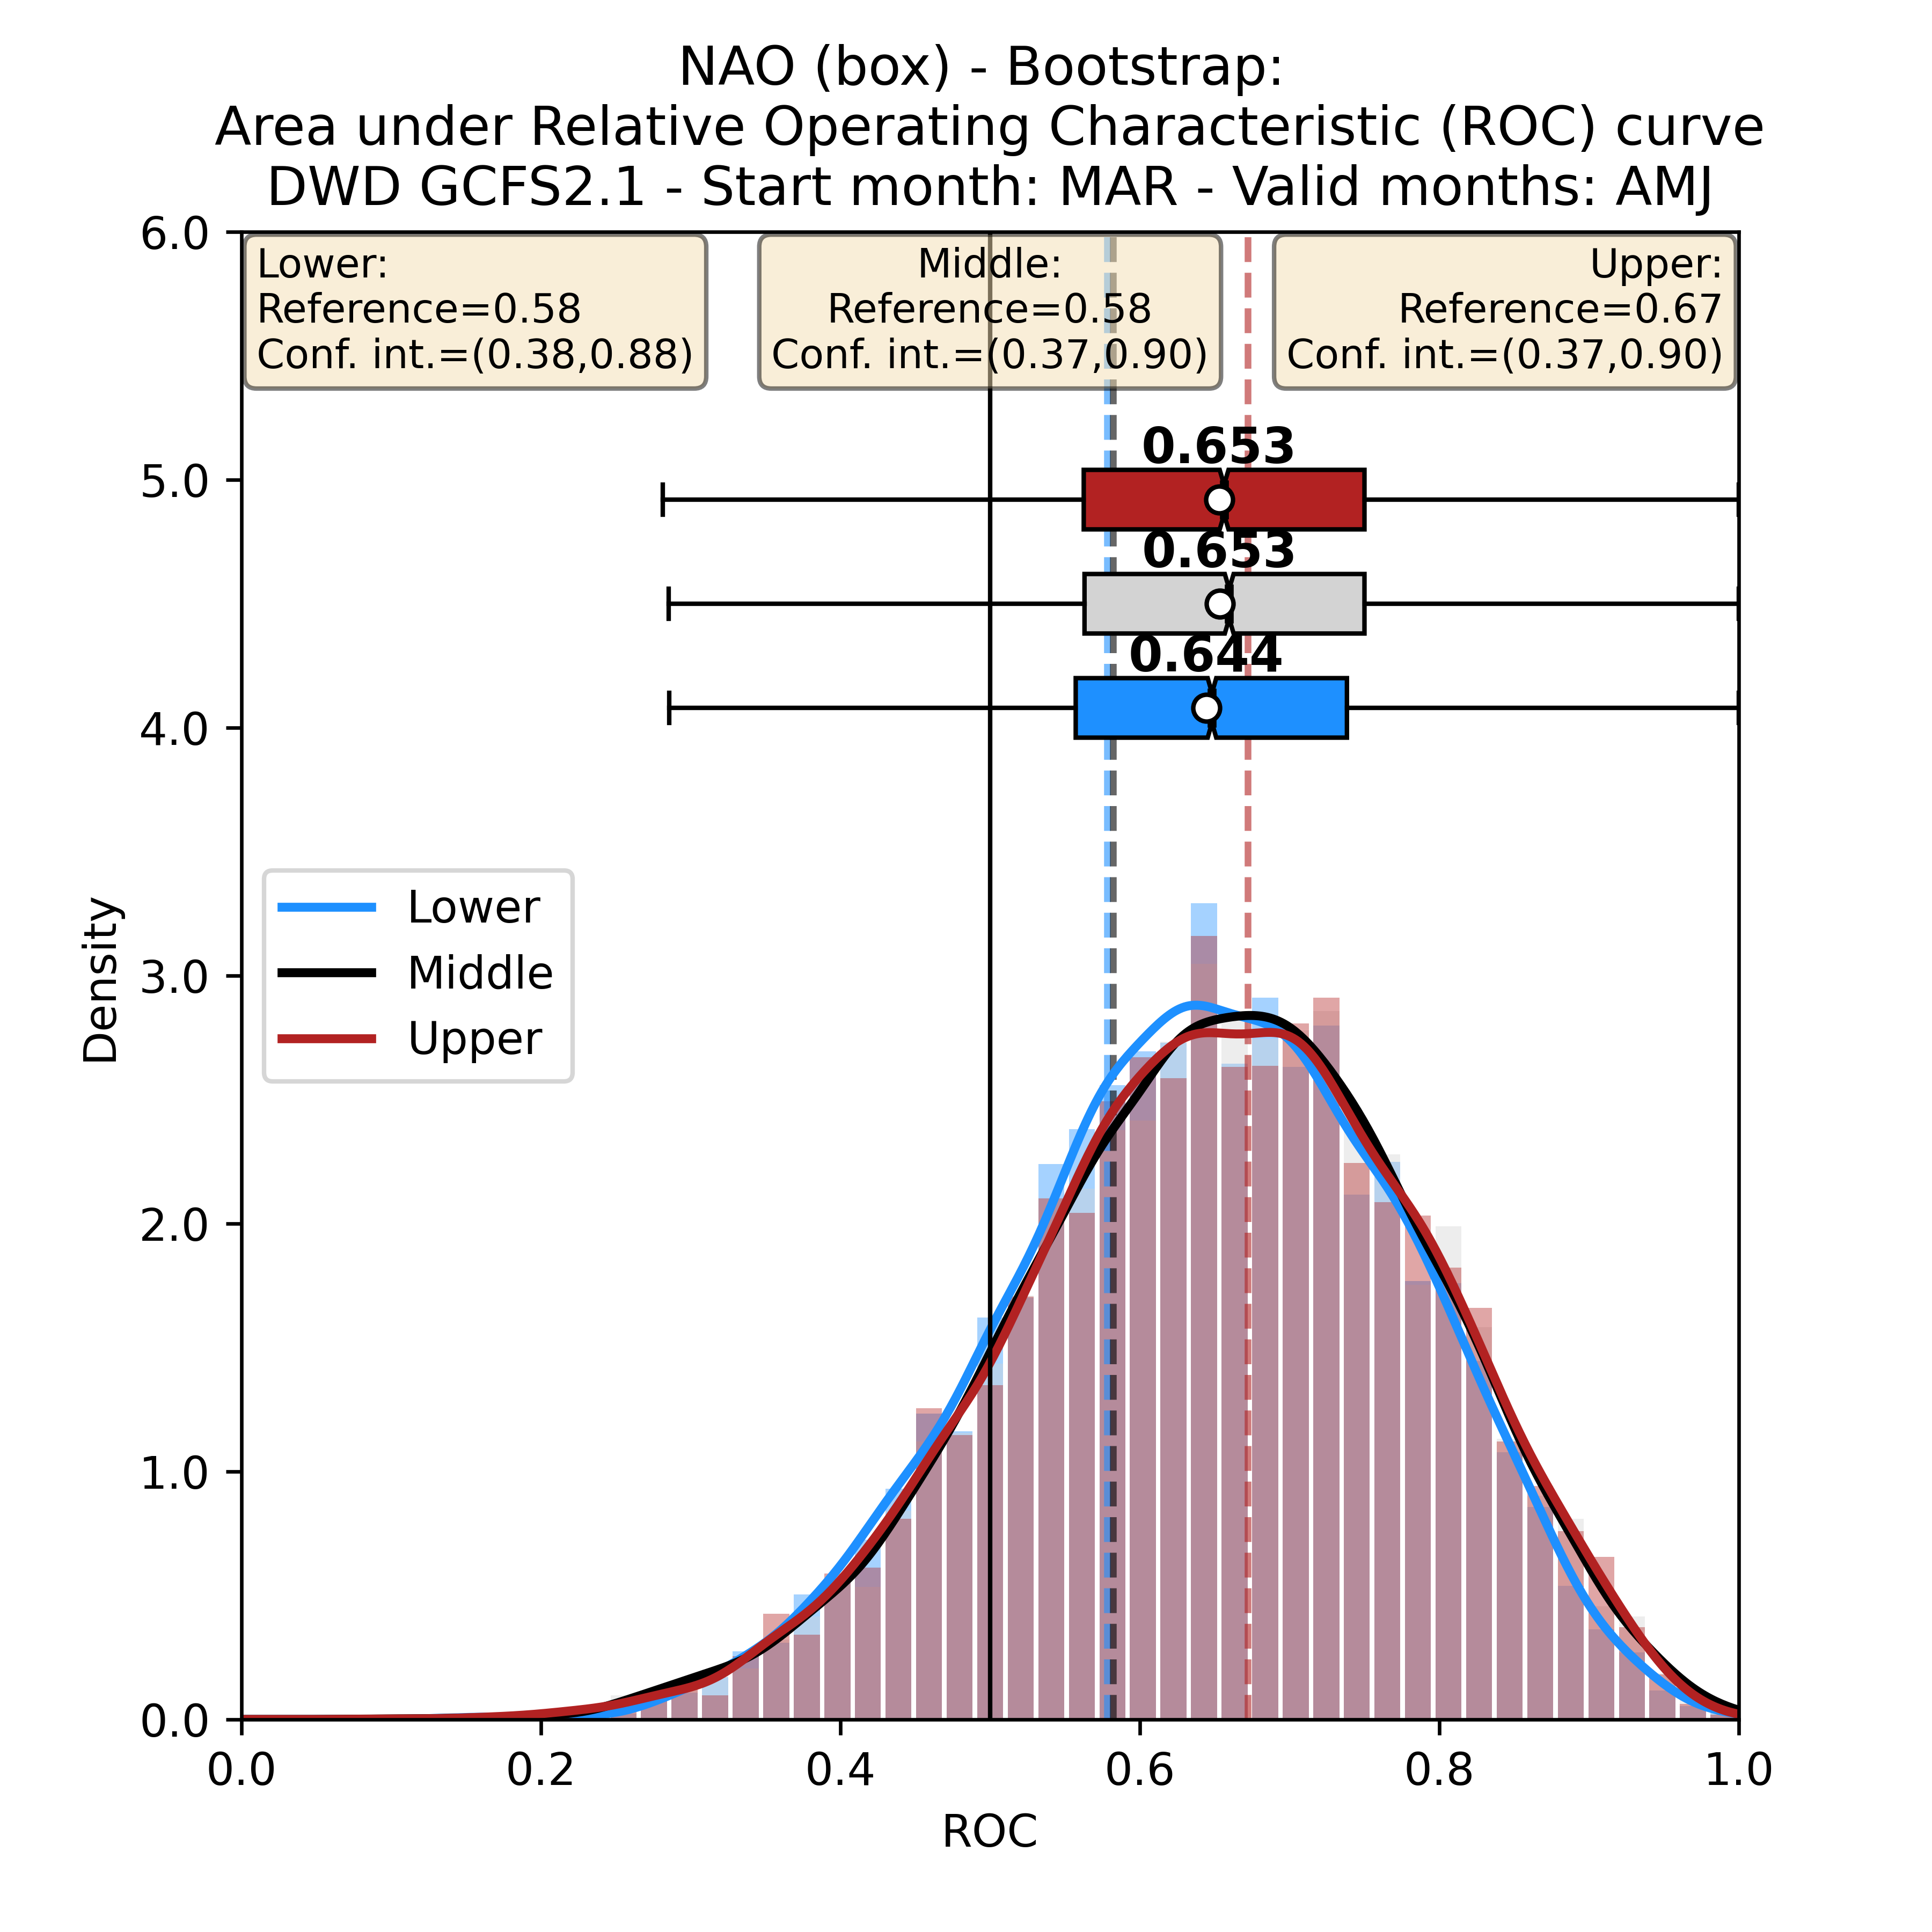 NAO (box) - Bootstrap:
Area under Relative Operating Characteristic (ROC) curve
DWD GCFS2.1 - Start month: MAR - Valid months: AMJ
Lower:
Reference=0.58
Conf. int.=(0.38,0.88)
Middle:
Reference=0.58
Conf. int.=(0.37,0.90)
Upper:
Reference=0.67
Conf. int.=(0.37,0.90)
0.653
0.653
0.644
Lower
Middle
Upper
Density
6.0
5.0
4.0
3.0
2.0
1.0
0.0
0.0
0.2
0.4
0.6
0.8
1.0
ROC